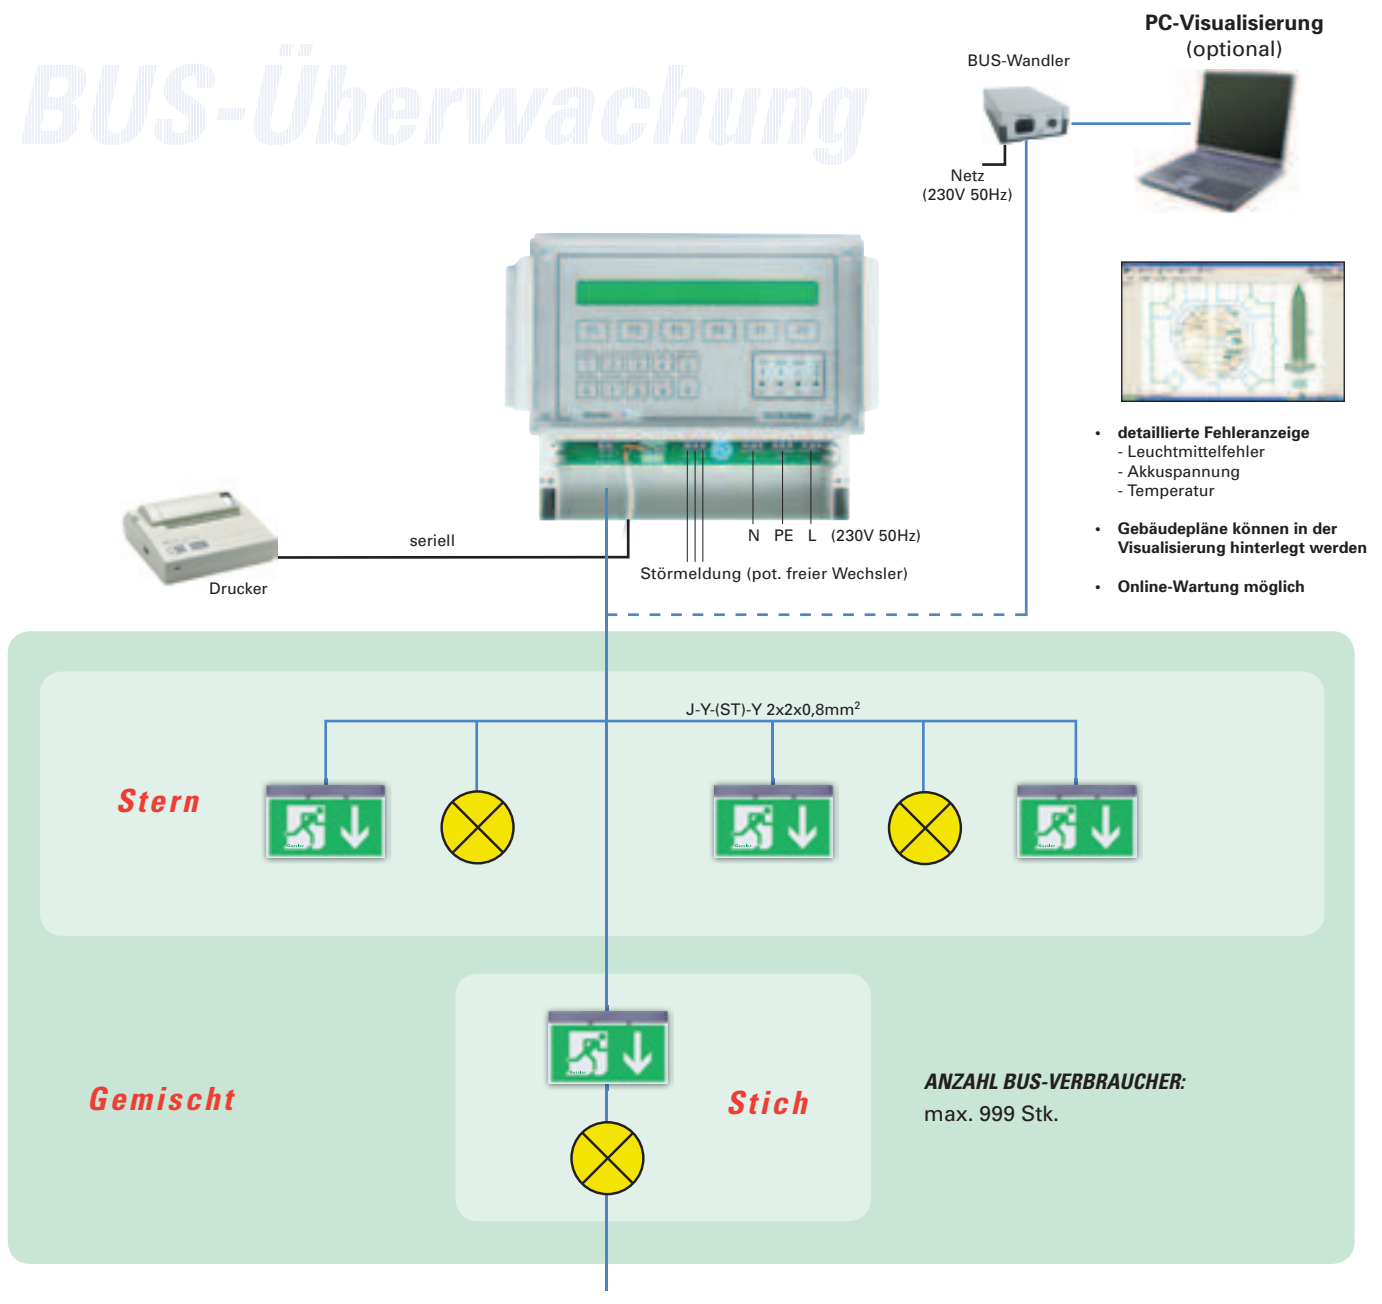 BUS-Überwachung
PC-Visualisierung
(optional)
BUS-Wandler
Netz
(230V 50Hz)
• detaillierte Fehleranzeige
- Leuchtmittelfehler
- Akkuspannung
- Temperatur
• Gebäudepläne können in der
Visualisierung hinterlegt werden
• Online-Wartung möglich
seriell
Drucker
N PE L (230V 50Hz)
Störmeldung (pot. freier Wechsler)
J-Y-(ST)-Y 2x2x0,8mm²
Stern
Gemischt
Stich
ANZAHL BUS-VERBRAUCHER:
max. 999 Stk.